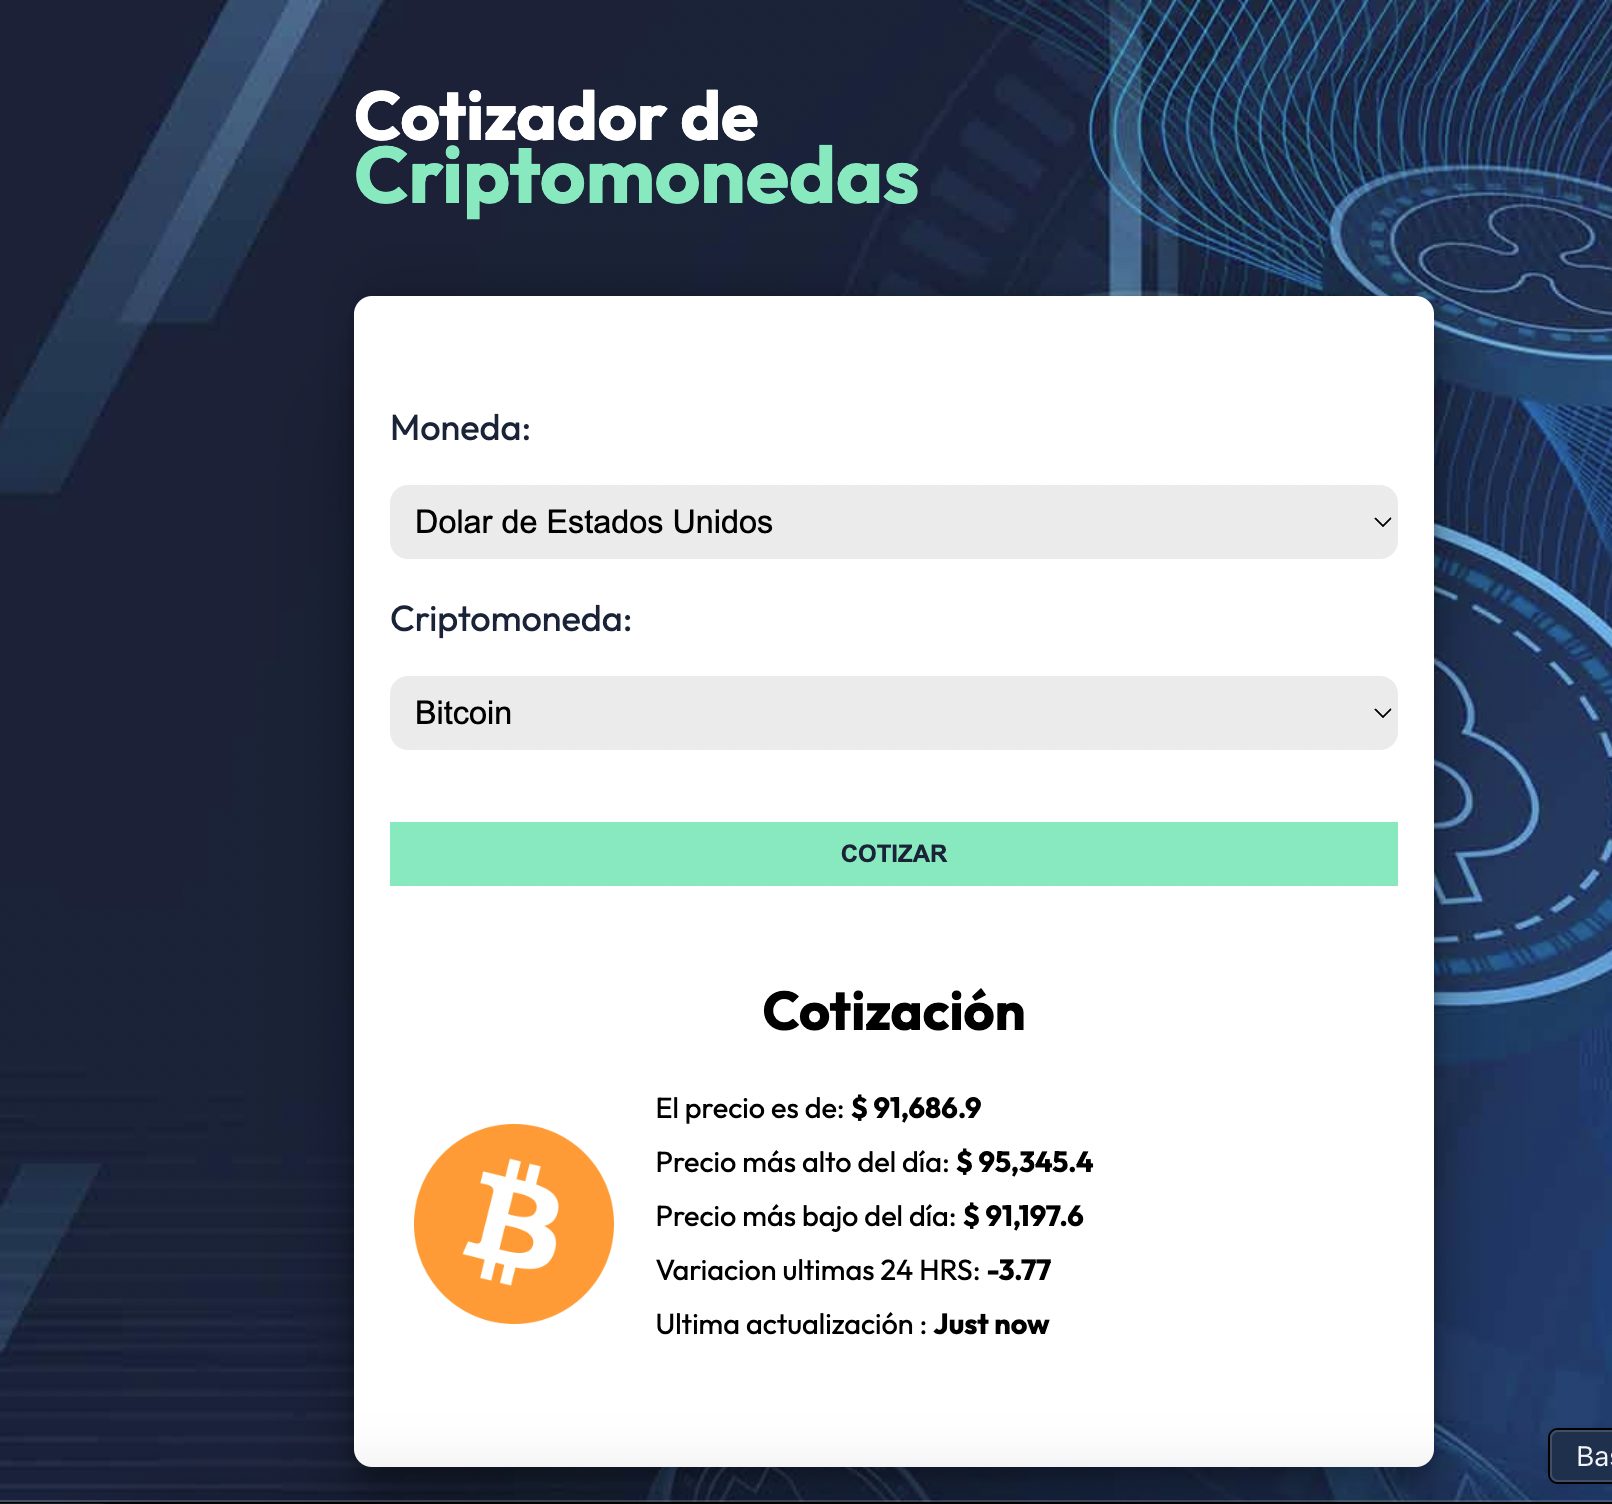 Cotizador de
Criptomonedas
Moneda:
Dolar de Estados Unidos
Criptomoneda:
Bitcoin
COTIZAR
Cotización
El precio es de: $ 91,686.9
Precio más alto del día: $ 95,345.4
Precio más bajo del día: $ 91,197.6
Variacion ultimas 24 HRS: -3.77
Ultima actualización : Just now